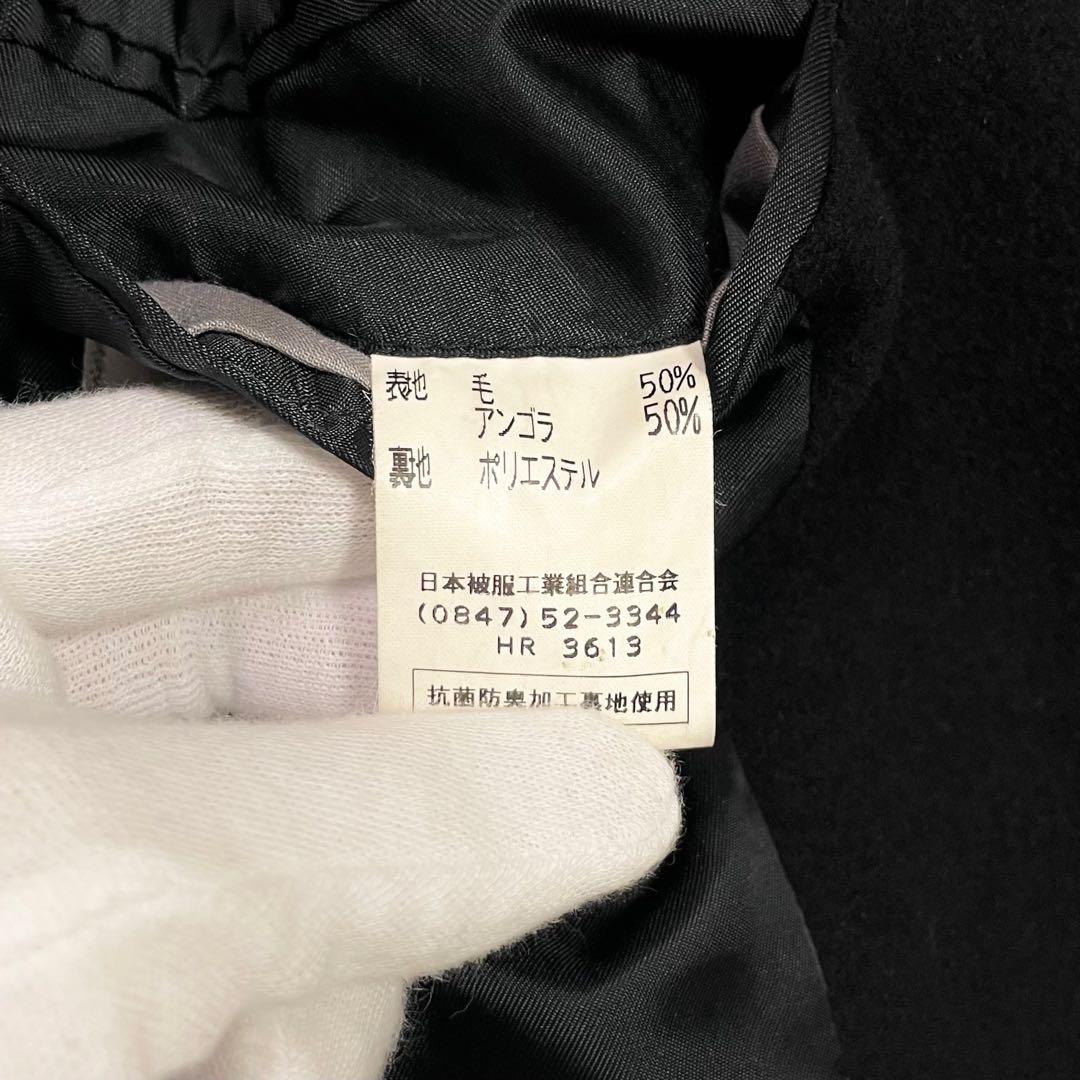 表地 毛 50%
アンゴラ 50%
裏地 ポリエステル
日本被服工業組合連合会
(0847)52-3344
HR 3613
抗菌防臭加工裏地使用